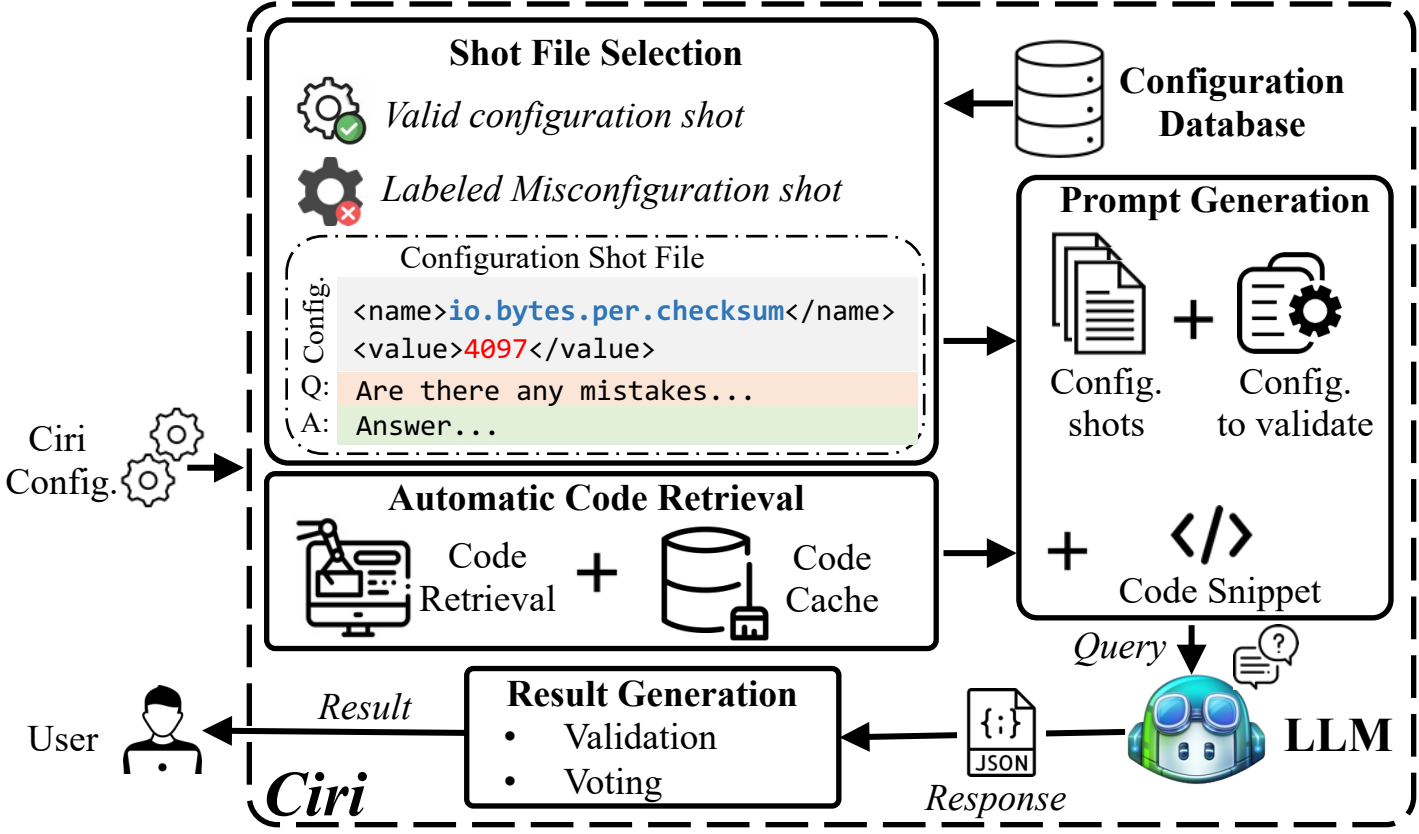 Shot File Selection
Valid configuration shot
Labeled Misconfiguration shot
Configuration Shot File
Config.
<name>io.bytes.per.checksum</name>
<value>4097</value>
Q: Are there any mistakes...
A: Answer...
Configuration
Database
Prompt Generation
Config.
shots
+
Config.
to validate
+
</>
Code Snippet
Ciri
Config.
Automatic Code Retrieval
Code
Retrieval
+
Code
Cache
Query
?
LLM
{;}
JSON
Response
Result Generation
• Validation
• Voting
Result
User
Ciri